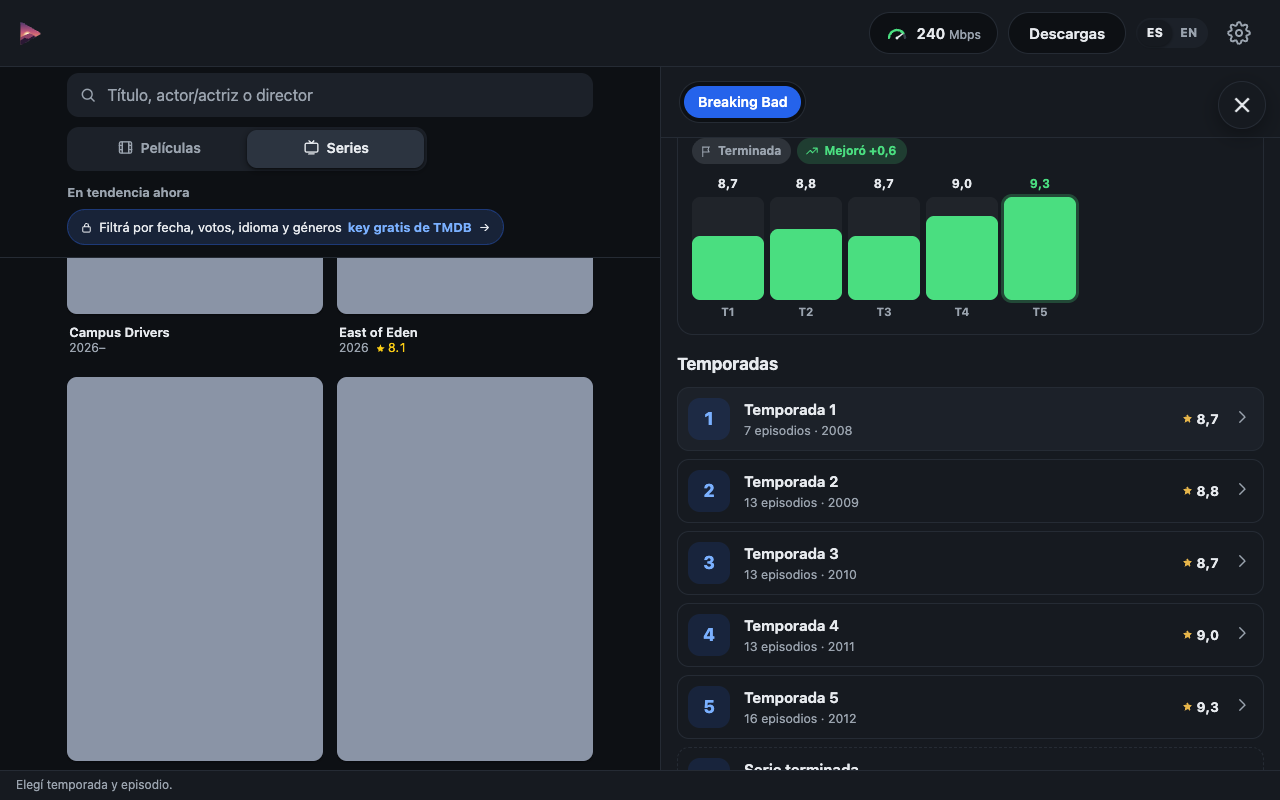 240 Mbps
Descargas
ES EN
Título, actor/actriz o director
Películas
Series
En tendencia ahora
Filtrá por fecha, votos, idioma y géneros key gratis de TMDB →
Campus Drivers
2026–
East of Eden
2026 ★ 8.1
Breaking Bad
Terminada
Mejoró +0,6
8,7 8,8 8,7 9,0 9,3
T1 T2 T3 T4 T5
Temporadas
1
Temporada 1
7 episodios · 2008
★ 8,7
2
Temporada 2
13 episodios · 2009
★ 8,8
3
Temporada 3
13 episodios · 2010
★ 8,7
4
Temporada 4
13 episodios · 2011
★ 9,0
5
Temporada 5
16 episodios · 2012
★ 9,3
Serie terminada
Elegí temporada y episodio.